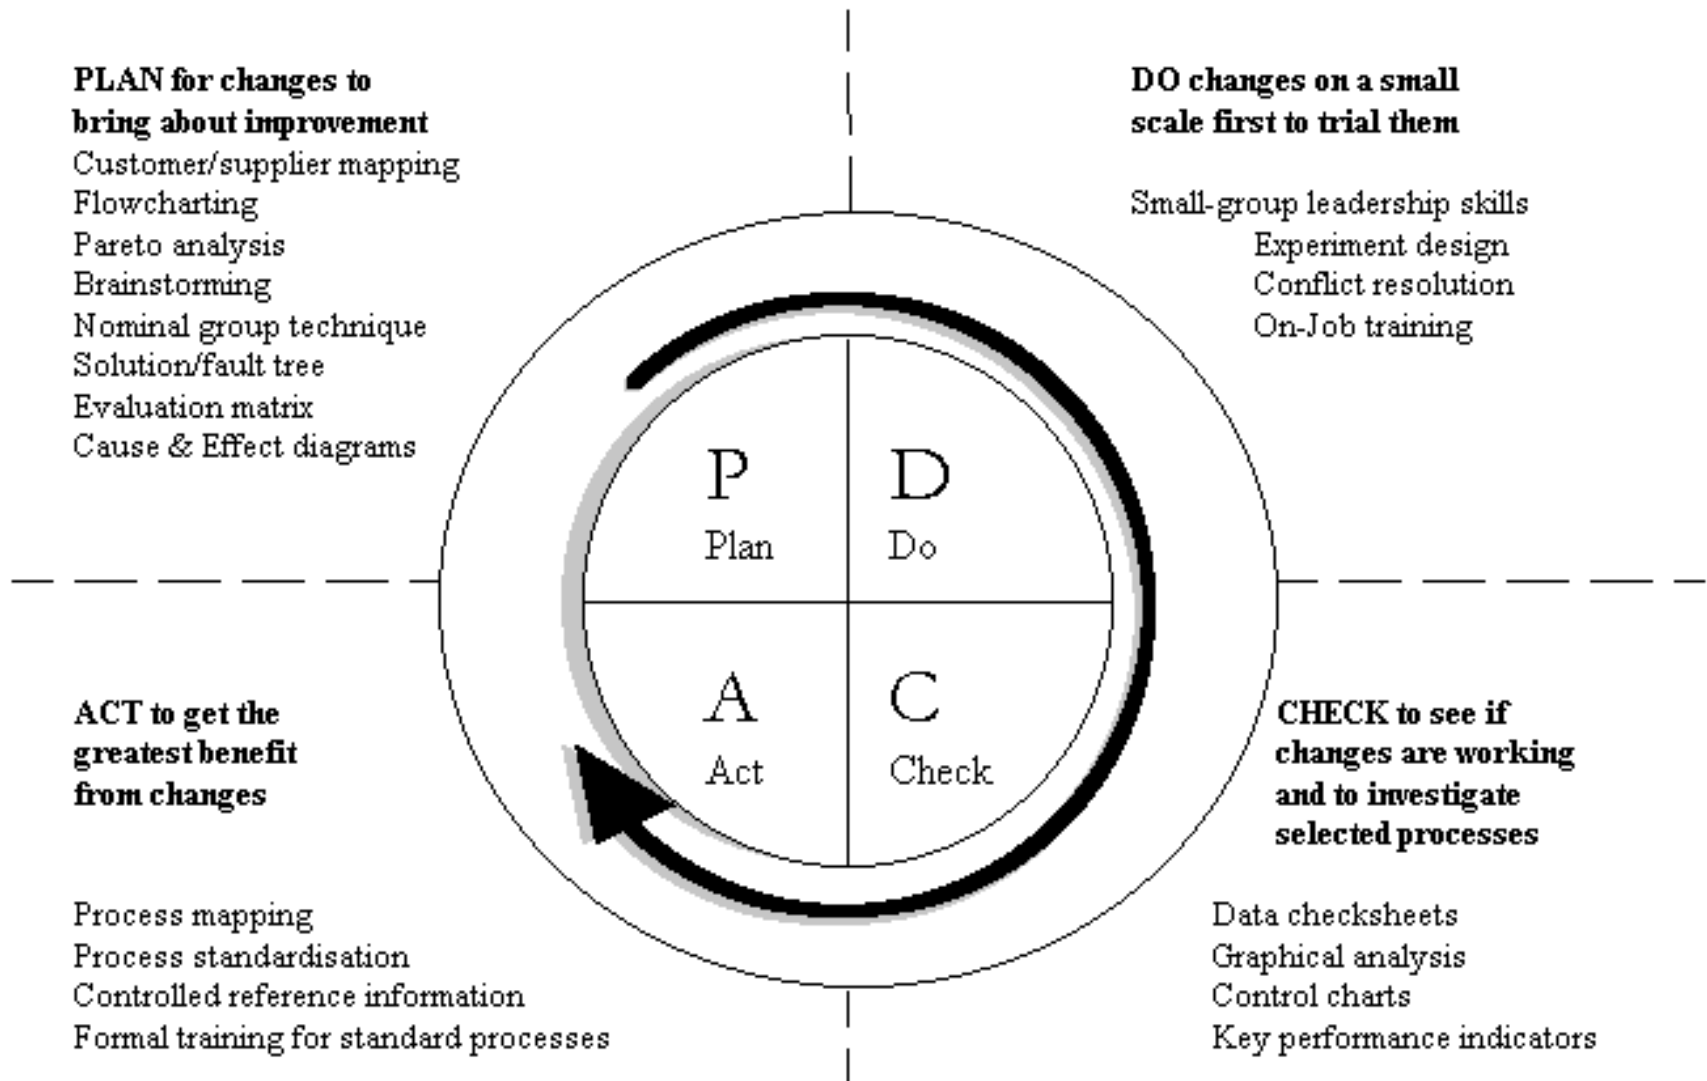 PLAN for changes to
bring about improvement
Customer/supplier mapping
Flowcharting
Pareto analysis
Brainstorming
Nominal group technique
Solution/fault tree
Evaluation matrix
Cause & Effect diagrams
DO changes on a small
scale first to trial them
Small-group leadership skills
Experiment design
Conflict resolution
On-Job training
P
Plan
D
Do
A
Act
C
Check
ACT to get the
greatest benefit
from changes
Process mapping
Process standardisation
Controlled reference information
Formal training for standard processes
CHECK to see if
changes are working
and to investigate
selected processes
Data checksheets
Graphical analysis
Control charts
Key performance indicators